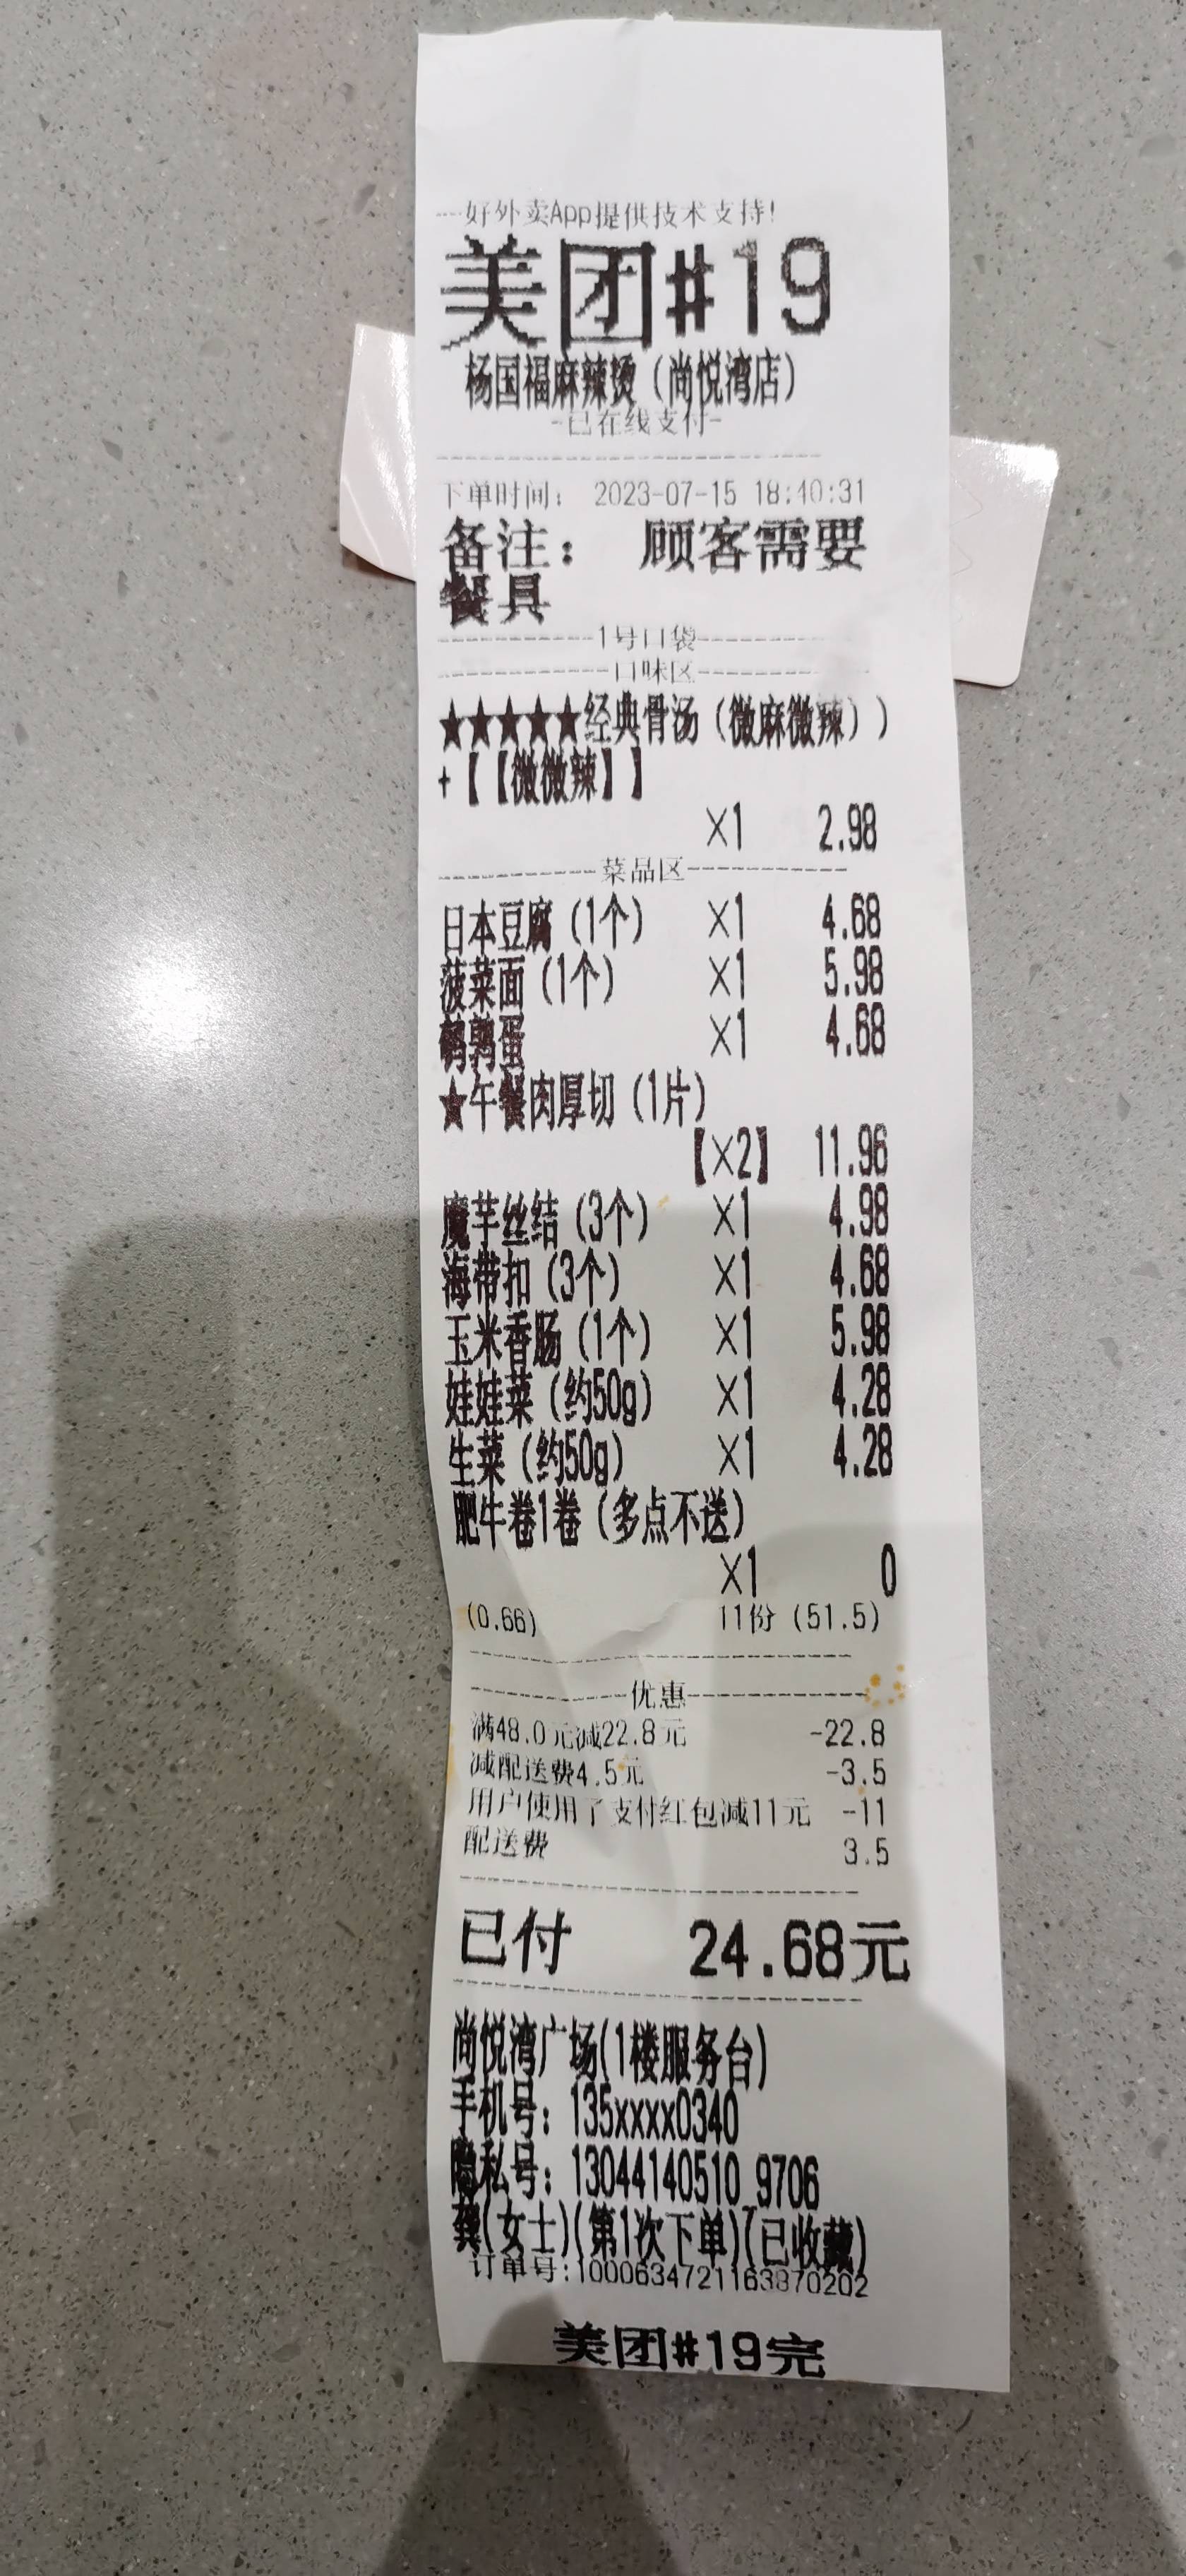 一好外卖App提供技术支持!
美团#19
杨国福麻辣烫（尚悦湾店）
-已在线支付-
下单时间： 2023-07-15 18:40:31
备注： 顾客需要
餐具
1号口袋
口味区
★★★★★经典骨汤（微麻微辣））
+【【微微辣】】
X1 2.98
菜品区
日本豆腐（1个） X1 4.68
菠菜面（1个） X1 5.98
鹌鹑蛋 X1 4.68
★午餐肉厚切（1片）
【X2】 11.96
魔芋丝结（3个） X1 4.98
海带扣（3个） X1 4.68
玉米香肠（1个） X1 5.98
娃娃菜（约50g） X1 4.28
生菜（约50g） X1 4.28
肥牛卷1卷（多点不送）
X1 0
(0.66) 11份 (51.5)
优惠
满48.0元减22.8元 -22.8
减配送费4.5元 -3.5
用户使用了支付红包减11元 -11
配送费 3.5
已付 24.68元
尚悦湾广场(1楼服务台)
手机号：135xxxx0340
隐私号：13044140510_9706
龚(女士)(第1次下单)(已收藏)
订单号:1000634721163870202
美团#19完